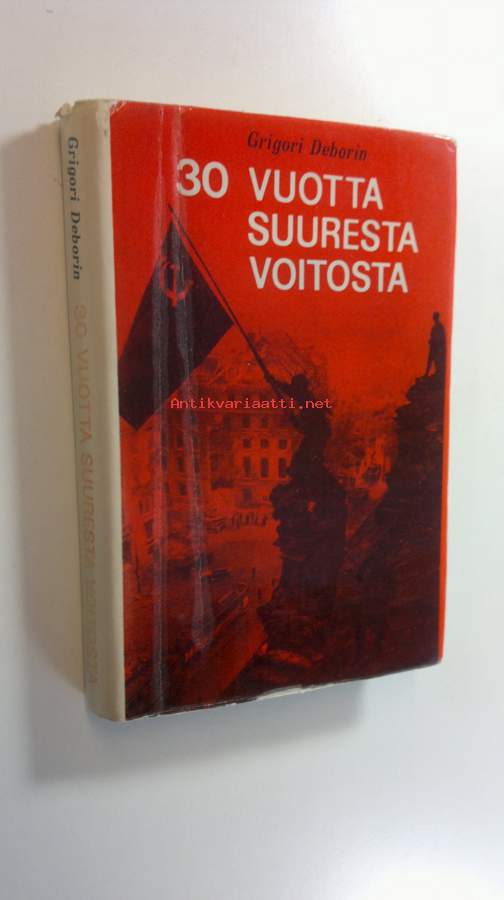 Grigori Deborin
30 VUOTTA
SUURESTA
VOITOSTA
Grigori Deborin
30 VUOTTA SUURESTA VOITOSTA
Antikvariaatti.net